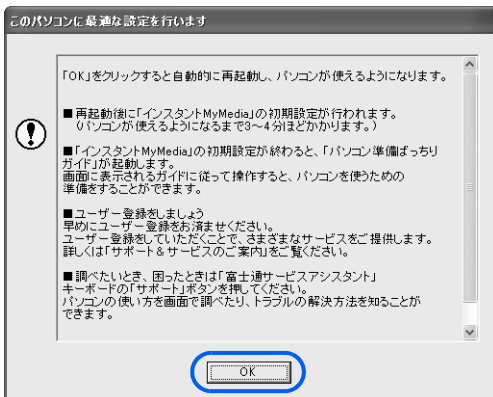 このパソコンに最適な設定を行います
「OK」をクリックすると自動的に再起動し、パソコンが使えるようになります。
■再起動後に「インスタントMyMedia」の初期設定が行われます。
(パソコンが使えるようになるまで3～4分ほどかかります。)
■「インスタントMyMedia」の初期設定が終わると、「パソコン準備ばっちり
ガイド」が起動します。
画面に表示されるガイドに従って操作すると、パソコンを使うための
準備をすることができます。
■ユーザー登録をしましょう
早めにユーザー登録をお済ませください。
ユーザー登録をしていただくことで、さまざまなサービスをご提供します。
詳しくは「サポート＆サービスのご案内」をご覧ください。
■調べたいとき、困ったときは「富士通サービスアシスタント」
キーボードの「サポート」ボタンを押してください。
パソコンの使い方を画面で調べたり、トラブルの解決方法を知ることが
できます。
OK